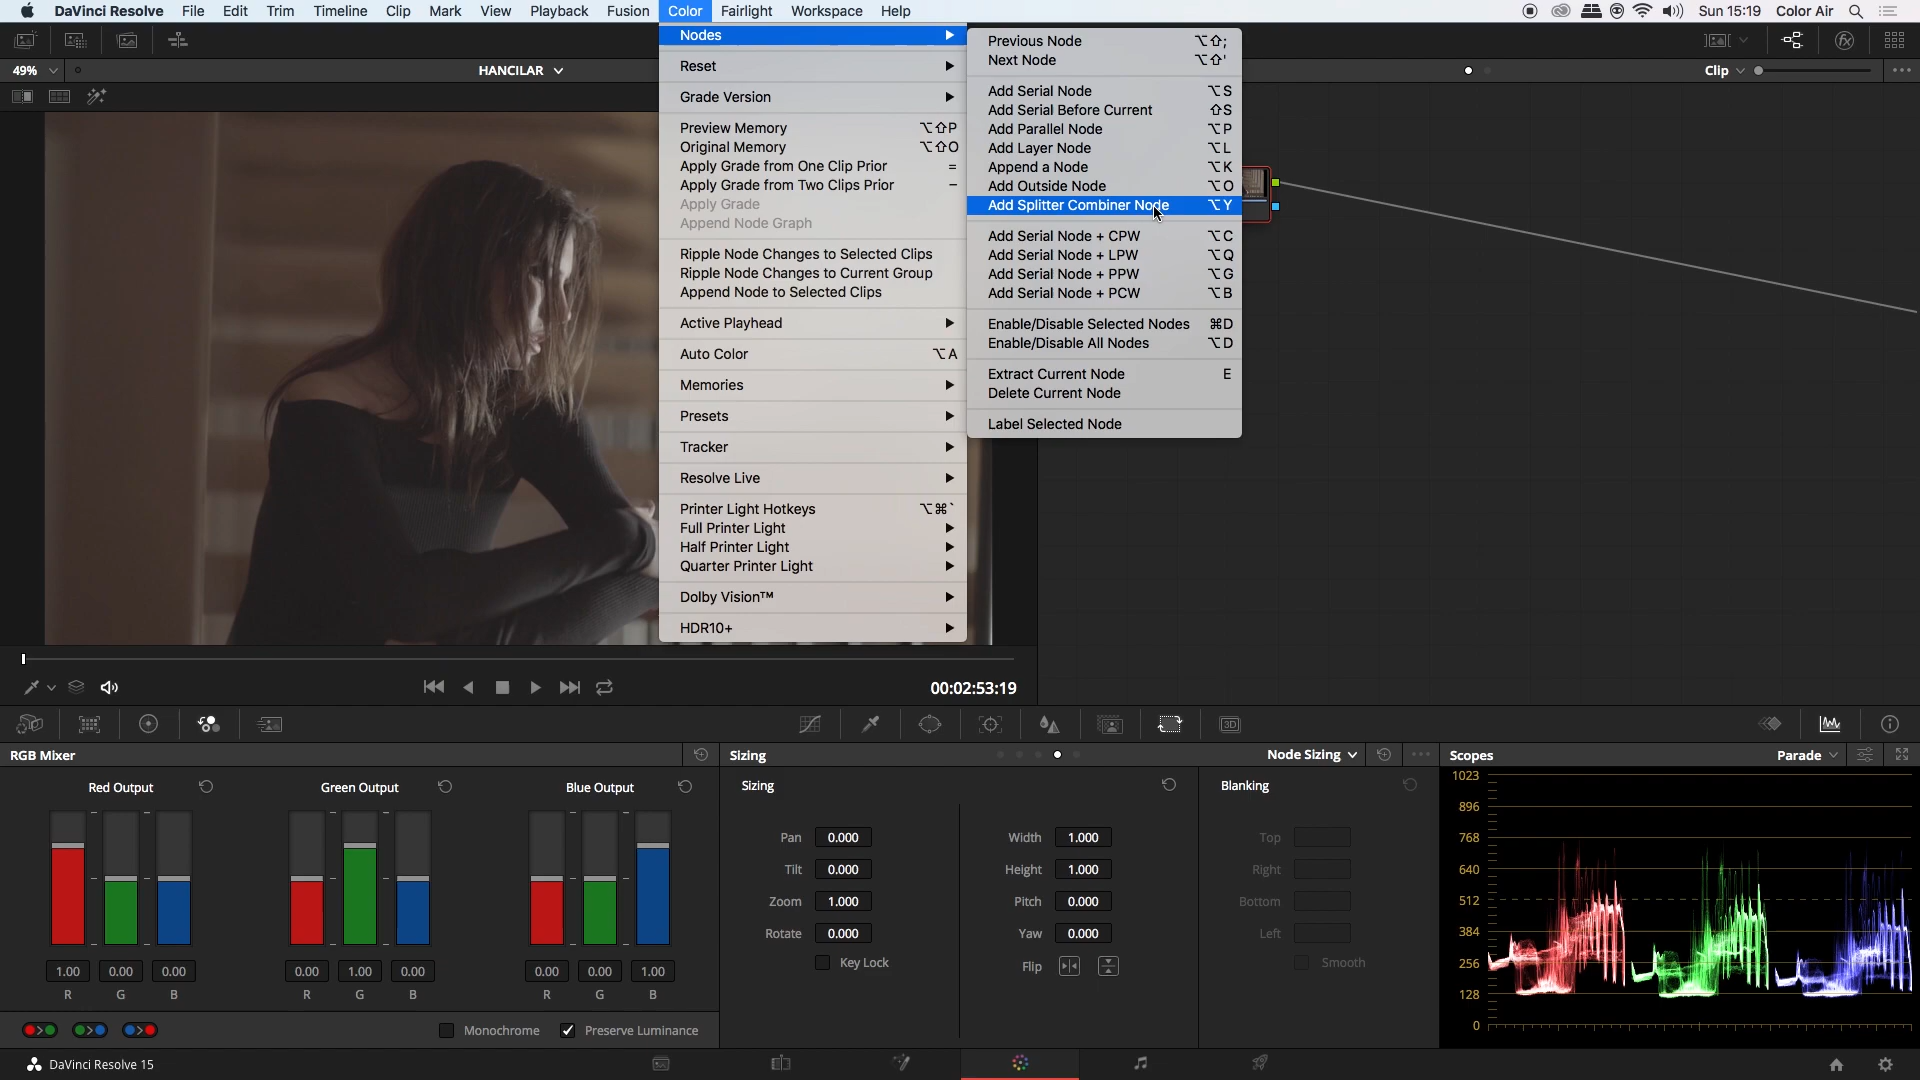 DaVinci Resolve File Edit Trim Timeline Clip Mark View Playback Fusion Color Fairlight Workspace Help Sun 15:19 Color Air
49% HANCILAR Clip
Nodes
Reset
Grade Version
Preview Memory ⌥⇧P
Original Memory ⌥⇧O
Apply Grade from One Clip Prior =
Apply Grade from Two Clips Prior -
Apply Grade
Append Node Graph
Ripple Node Changes to Selected Clips
Ripple Node Changes to Current Group
Append Node to Selected Clips
Active Playhead
Auto Color ⌥A
Memories
Presets
Tracker
Resolve Live
Printer Light Hotkeys ⌥⌘`
Full Printer Light
Half Printer Light
Quarter Printer Light
Dolby Vision™
HDR10+
Previous Node ⌥⇧;
Next Node ⌥⇧'
Add Serial Node ⌥S
Add Serial Before Current ⇧S
Add Parallel Node ⌥P
Add Layer Node ⌥L
Append a Node ⌥K
Add Outside Node ⌥O
Add Splitter Combiner Node ⌥Y
Add Serial Node + CPW ⌥C
Add Serial Node + LPW ⌥Q
Add Serial Node + PPW ⌥G
Add Serial Node + PCW ⌥B
Enable/Disable Selected Nodes ⌘D
Enable/Disable All Nodes ⌥D
Extract Current Node E
Delete Current Node
Label Selected Node
00:02:53:19
3D
RGB Mixer
Red Output Green Output Blue Output
1.00 0.00 0.00 0.00 1.00 0.00 0.00 0.00 1.00
R G B R G B R G B
Monochrome Preserve Luminance
Sizing Node Sizing
Sizing Blanking
Pan 0.000 Width 1.000 Top
Tilt 0.000 Height 1.000 Right
Zoom 1.000 Pitch 0.000 Bottom
Rotate 0.000 Yaw 0.000 Left
Key Lock Flip Smooth
Scopes Parade
1023
896
768
640
512
384
256
128
0
DaVinci Resolve 15